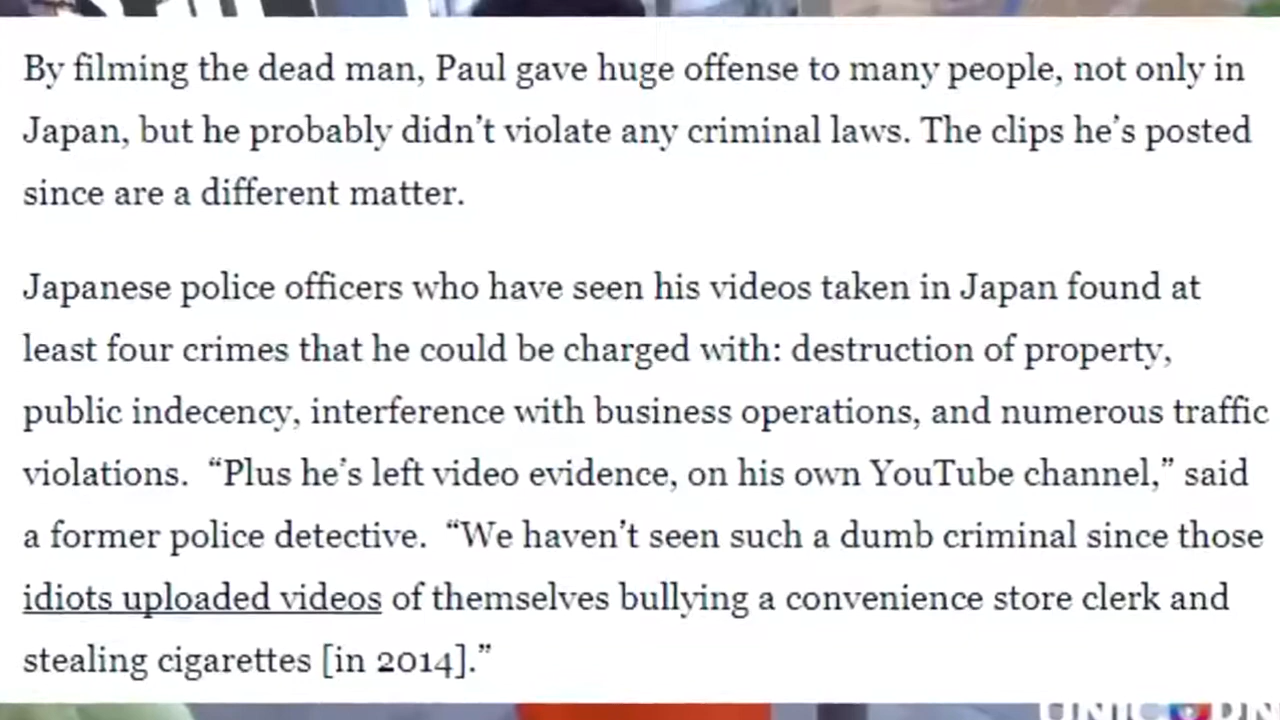 By filming the dead man, Paul gave huge offense to many people, not only in
Japan, but he probably didn’t violate any criminal laws. The clips he’s posted
since are a different matter.
Japanese police officers who have seen his videos taken in Japan found at
least four crimes that he could be charged with: destruction of property,
public indecency, interference with business operations, and numerous traffic
violations.  “Plus he’s left video evidence, on his own YouTube channel,” said
a former police detective.  “We haven’t seen such a dumb criminal since those
idiots uploaded videos of themselves bullying a convenience store clerk and
stealing cigarettes [in 2014].”